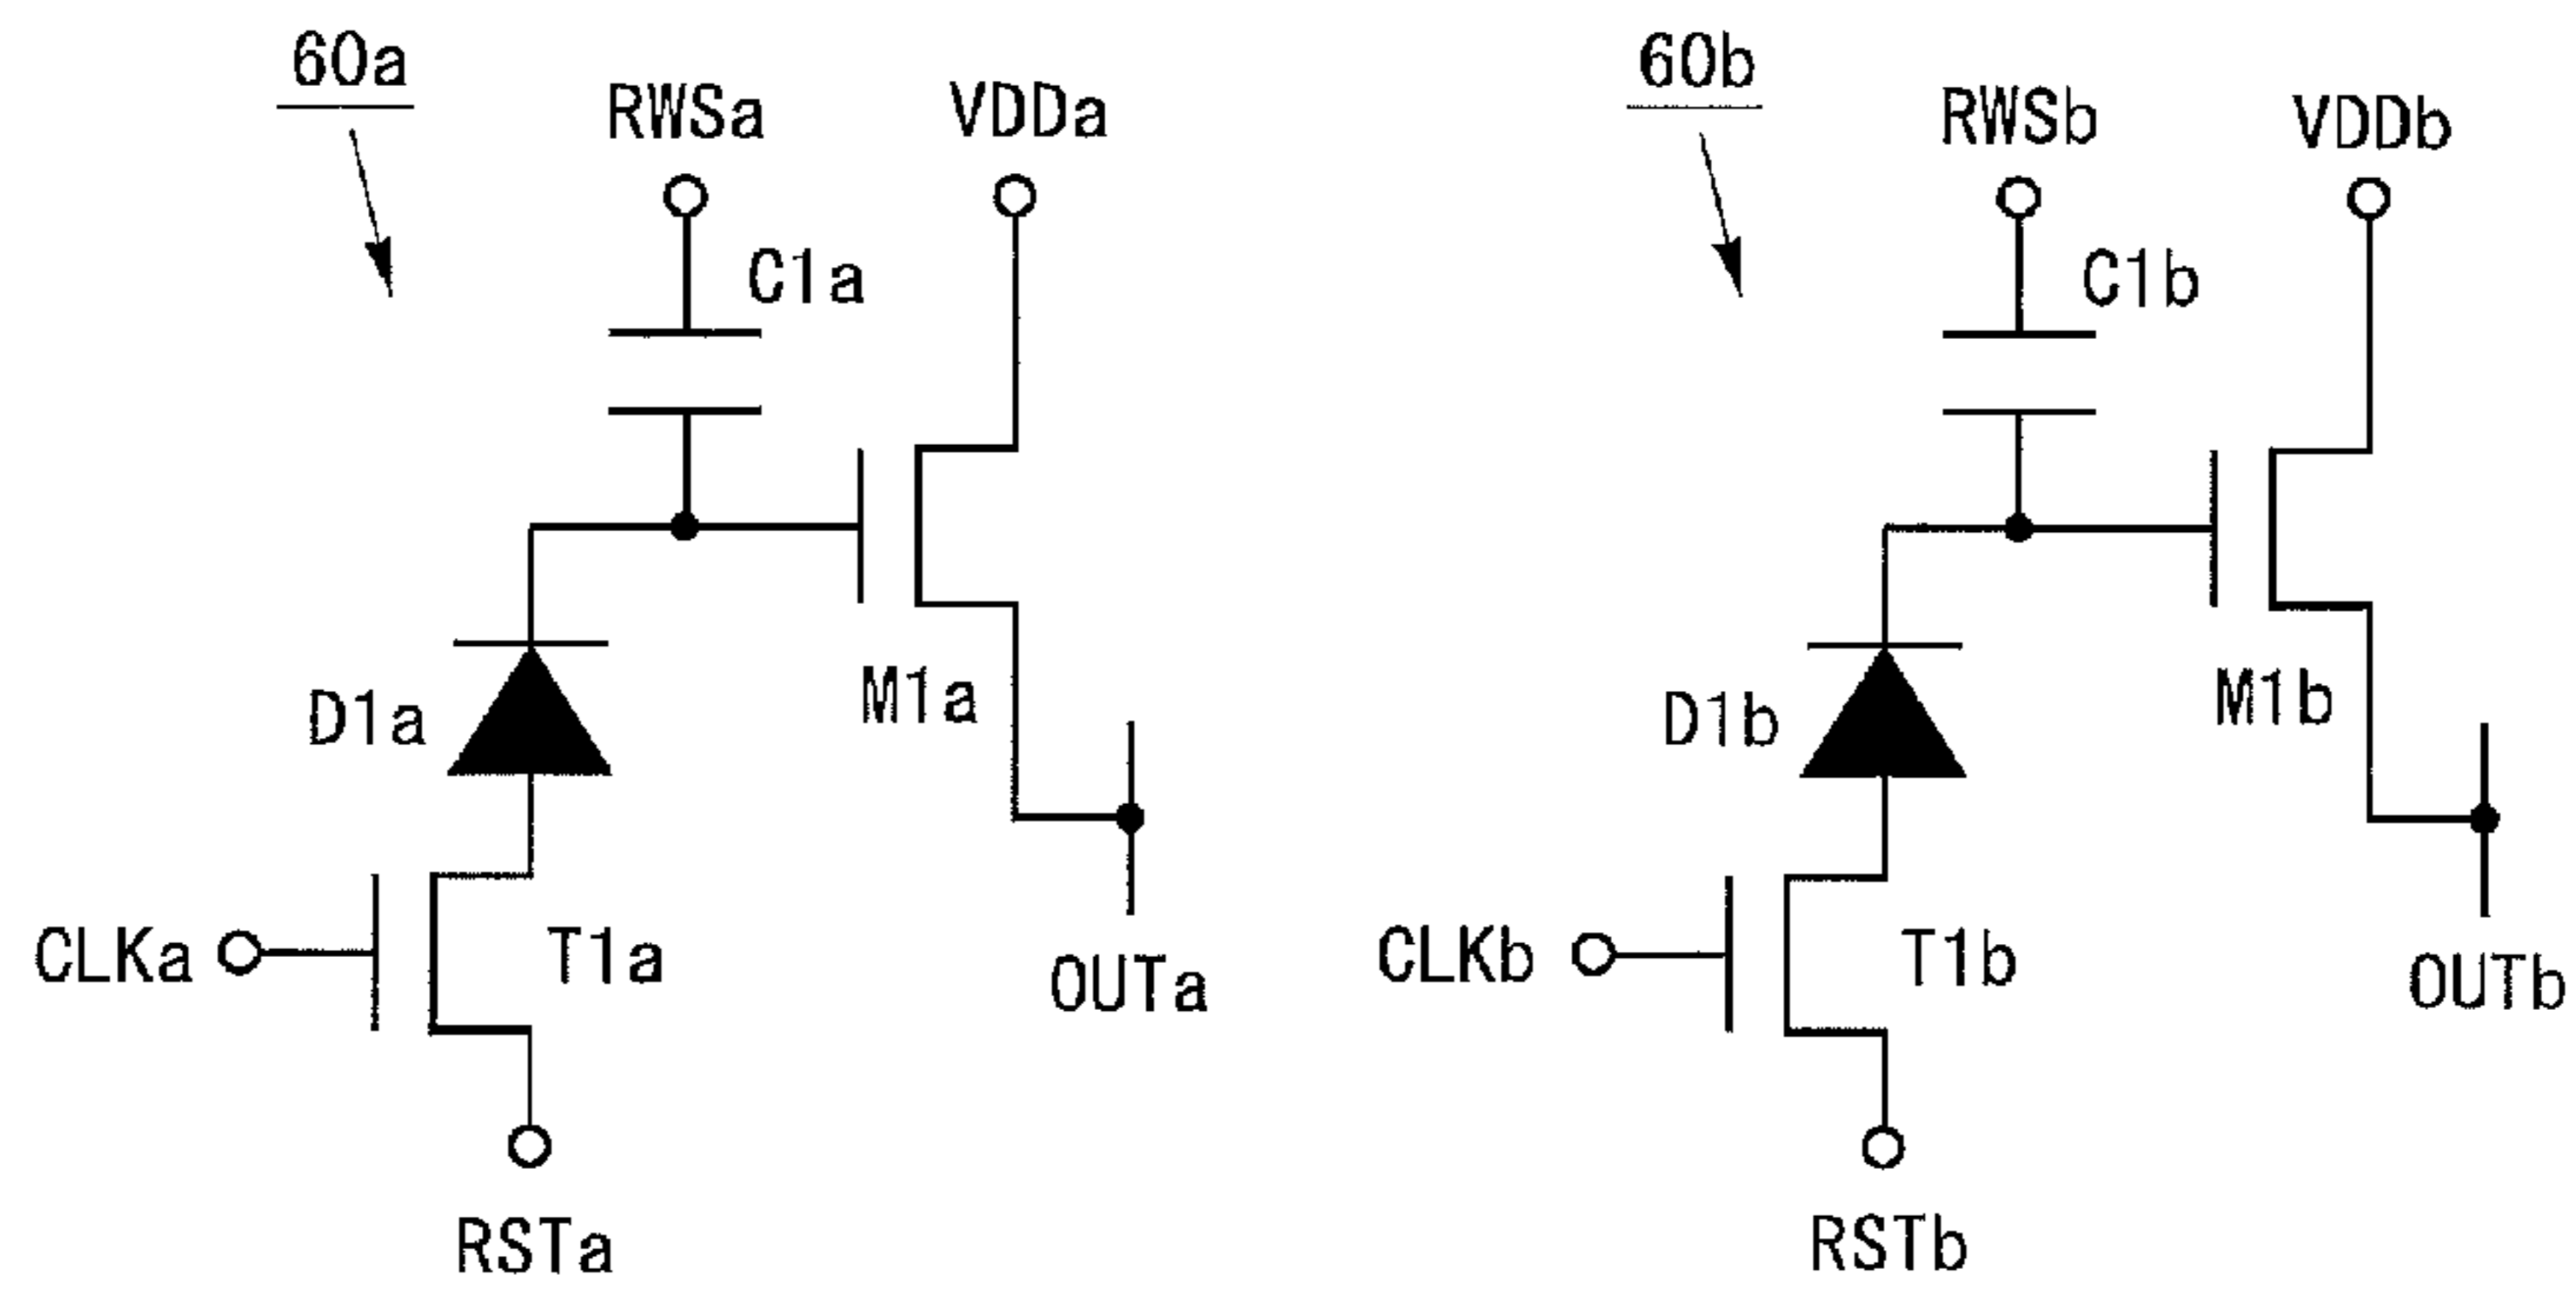 60a
RWSa
VDDa
C1a
D1a
M1a
CLKa
T1a
OUTa
RSTa
60b
RWSb
VDDb
C1b
D1b
M1b
CLKb
T1b
OUTb
RSTb